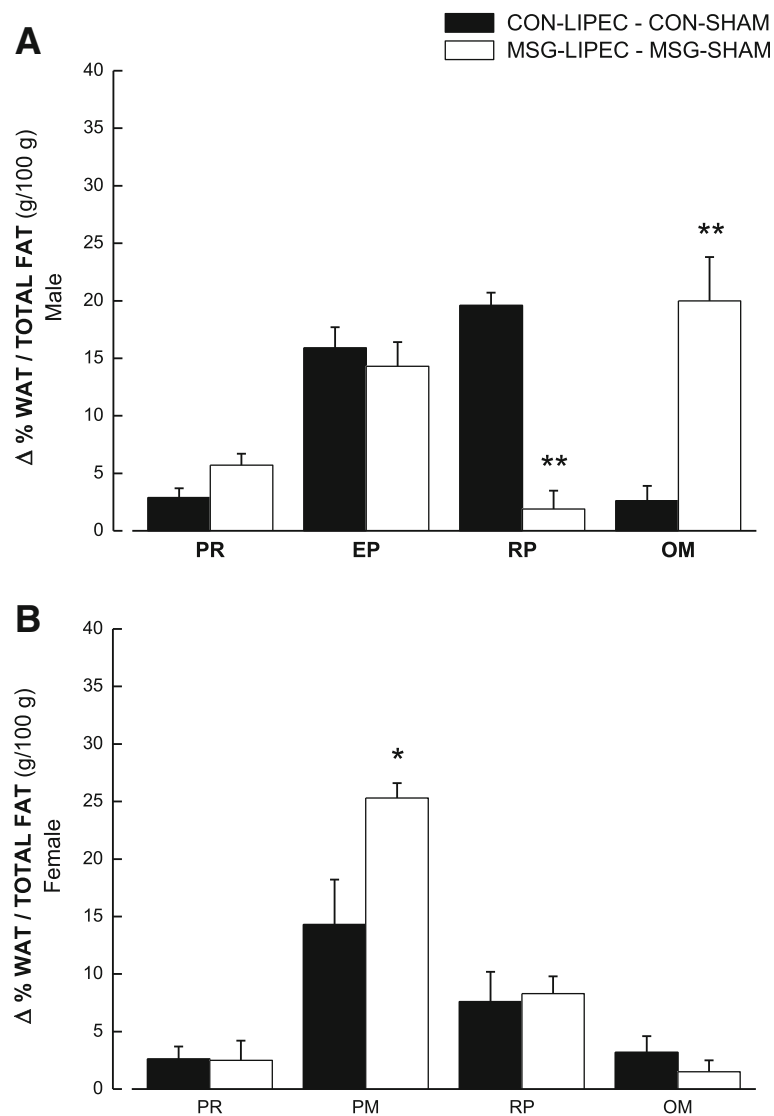 A
CON-LIPEC - CON-SHAM
MSG-LIPEC - MSG-SHAM
Δ % WAT / TOTAL FAT (g/100 g)
Male
40
35
30
25
20
15
10
5
0
**
**
PR EP RP OM
B
Δ % WAT / TOTAL FAT (g/100 g)
Female
40
35
30
25
20
15
10
5
0
*
PR PM RP OM